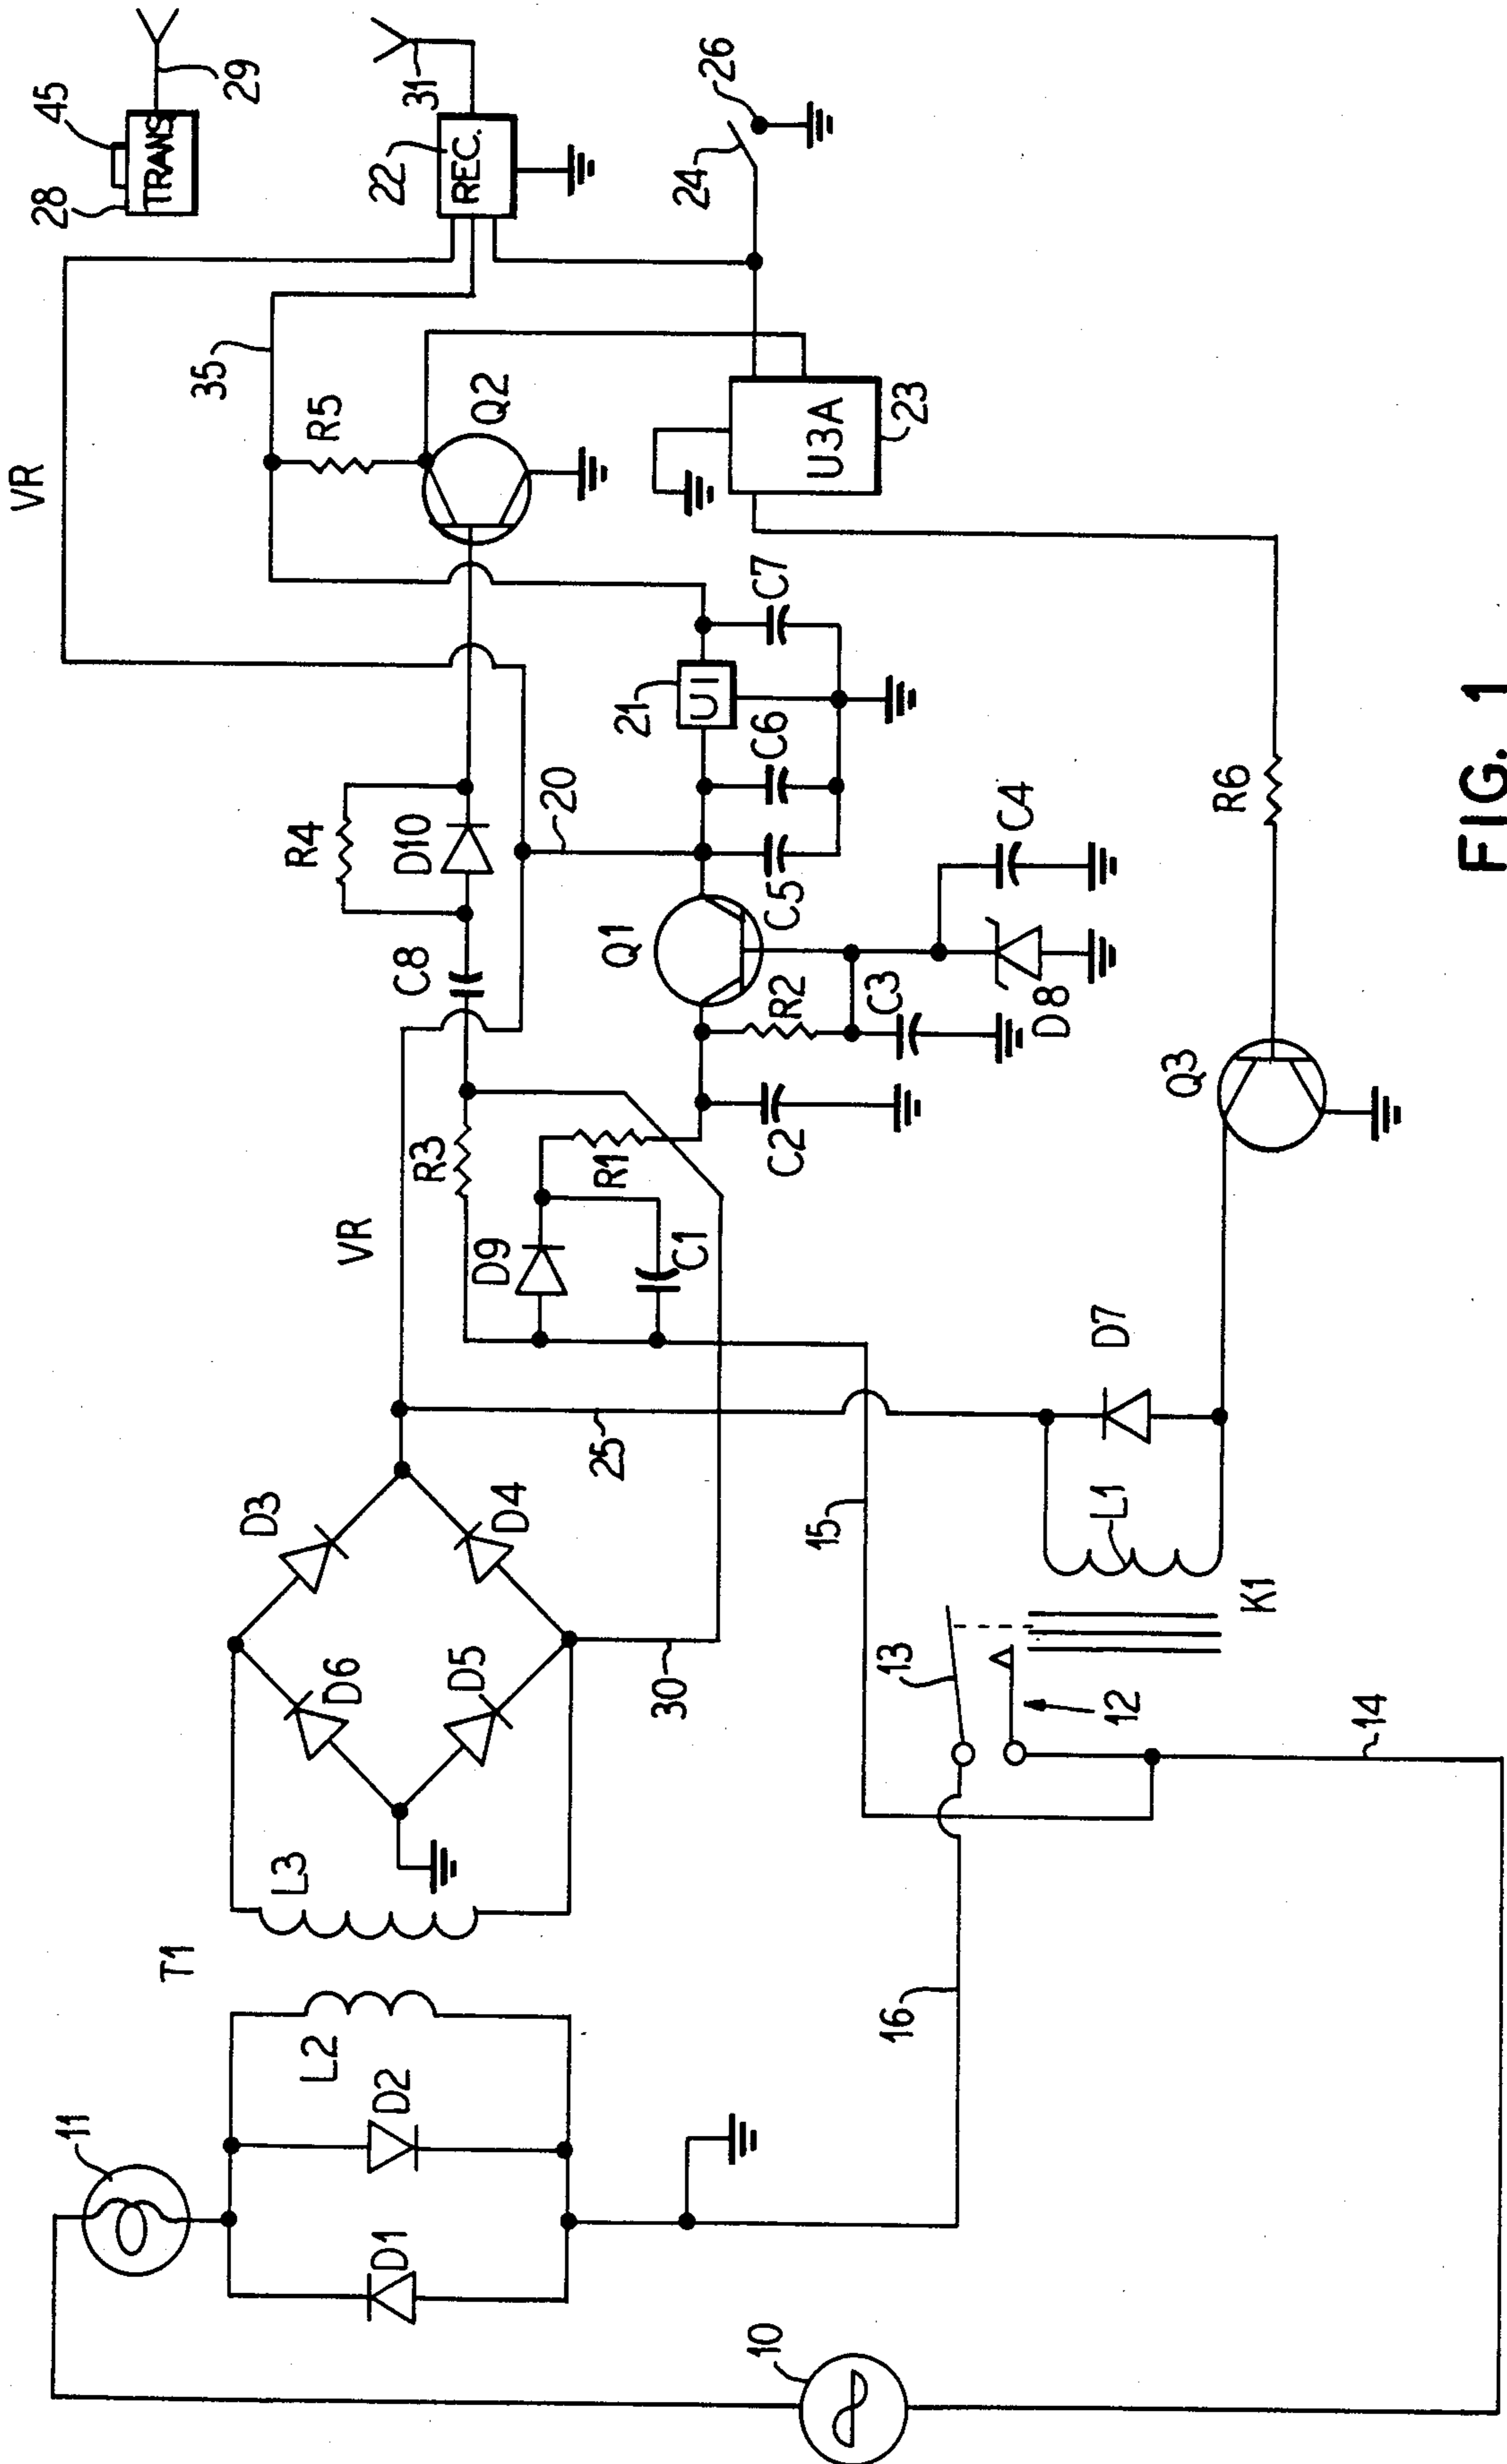 28
45
TRANS
29
31
22
REC.
24
26
VR
35
R5
Q2
U3A
23
C7
21
U1
C6
20
R4
D10
C8
Q1
C5
R2
C3
C4
D8
R6
Q3
R3
R1
C2
VR
D9
C1
D7
25
15
L1
K1
D3
D4
D6
D5
30
13
12
14
L3
T1
L2
16
11
D2
D1
10
FIG. 1